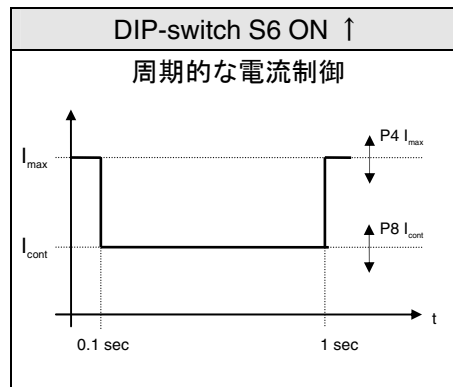 DIP-switch S6 ON ↑
周期的な電流制御
P4 Imax
Imax
P8 Icont
Icont
t
0.1 sec
1 sec